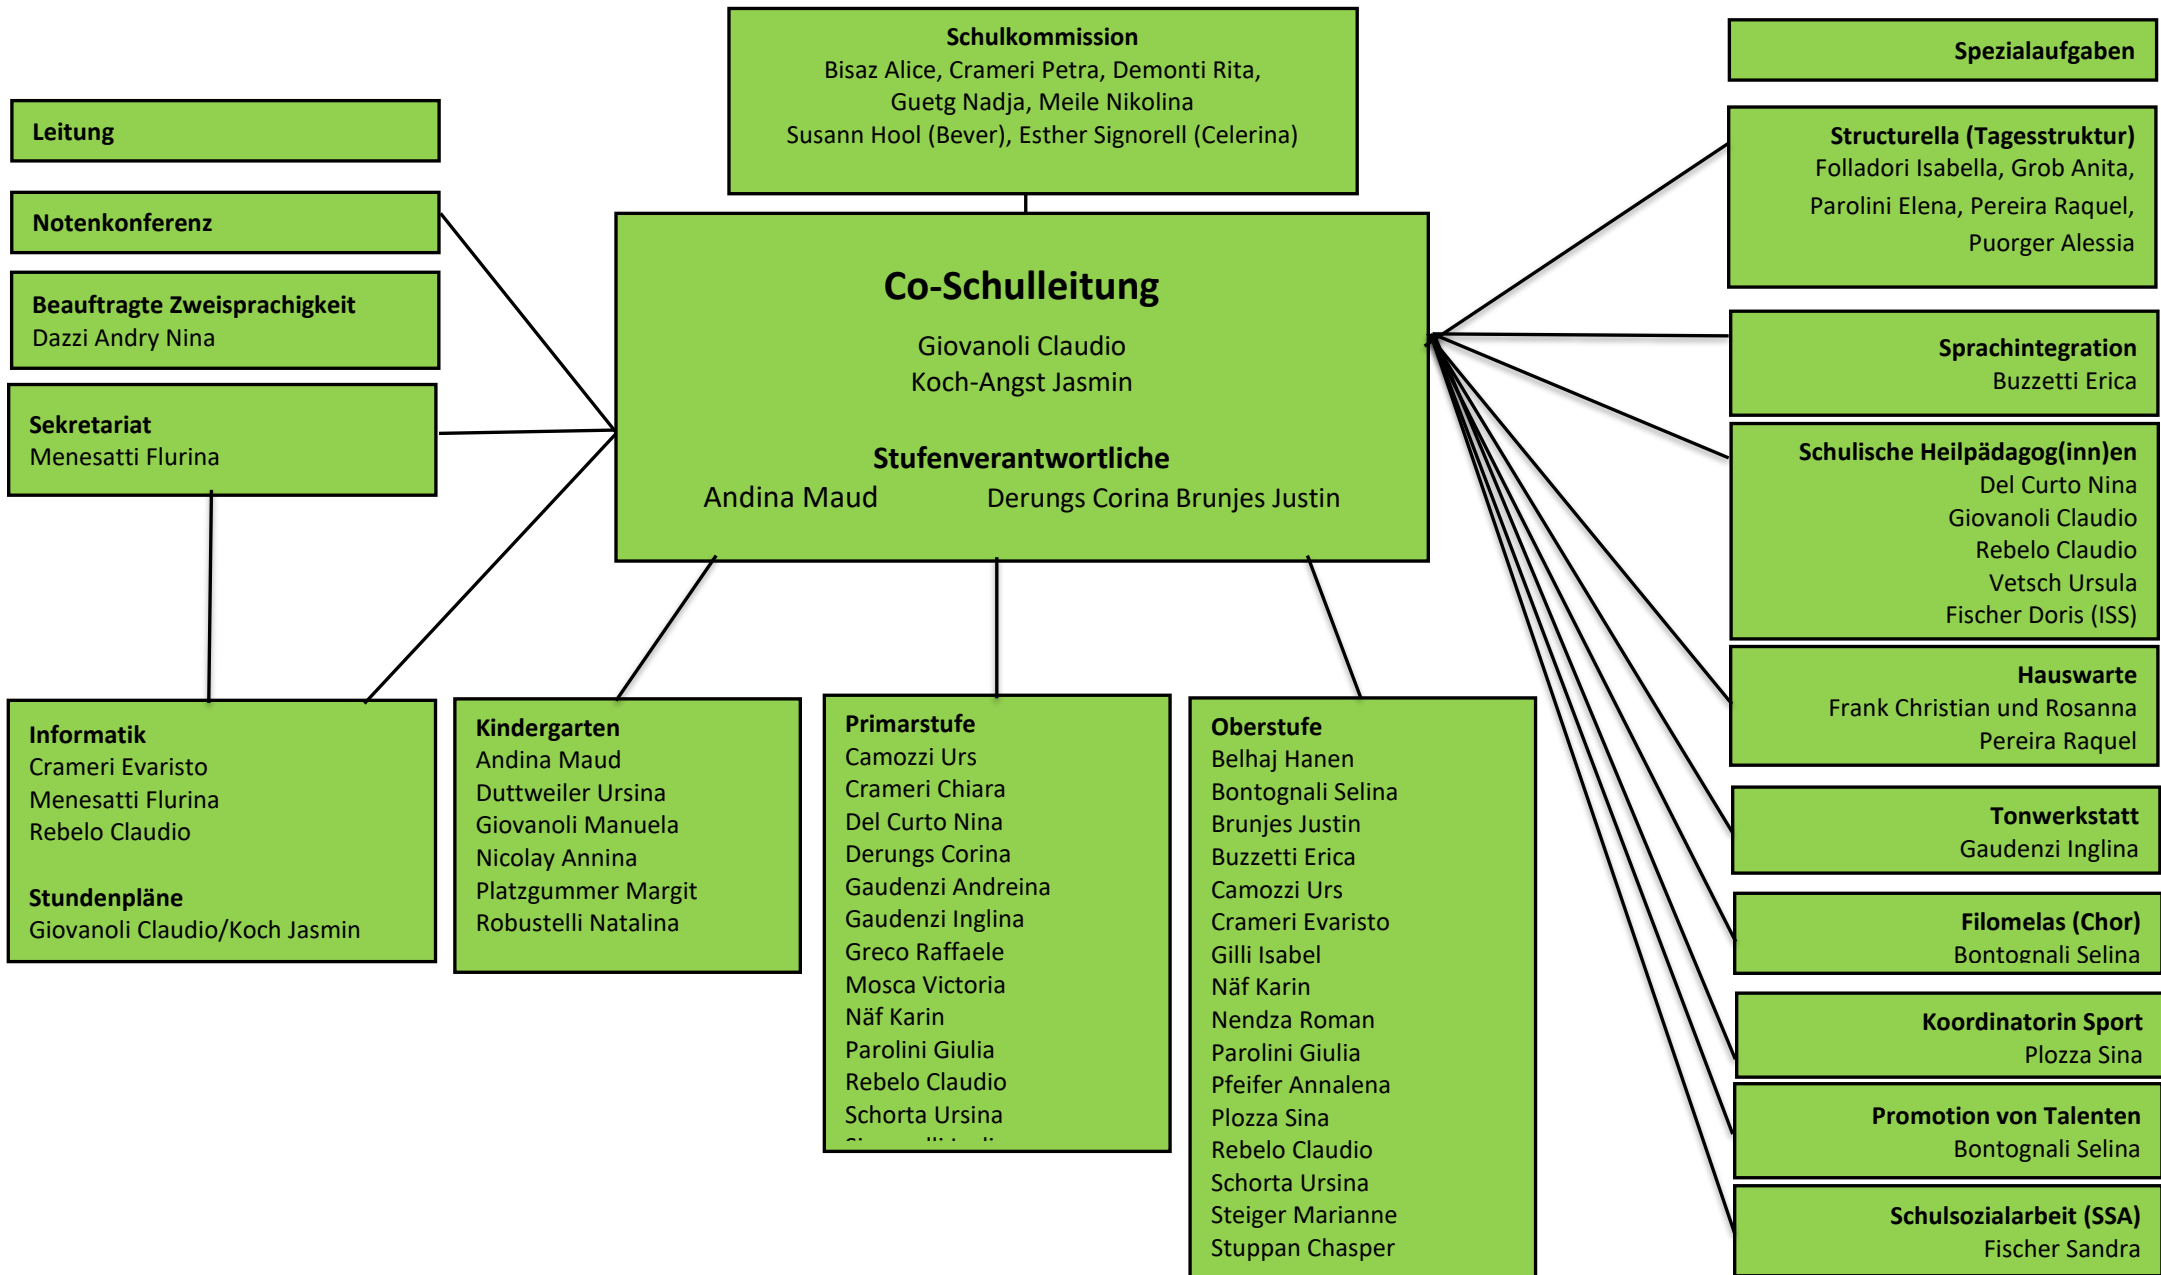 Schulkommission
Bisaz Alice, Crameri Petra, Demonti Rita,
Guetg Nadja, Meile Nikolina
Susann Hool (Bever), Esther Signorell (Celerina)
Leitung
Notenkonferenz
Beauftragte Zweisprachigkeit
Dazzi Andry Nina
Sekretariat
Menesatti Flurina
Co-Schulleitung
Giovanoli Claudio
Koch-Angst Jasmin
Stufenverantwortliche
Andina Maud Derungs Corina Brunjes Justin
Informatik
Crameri Evaristo
Menesatti Flurina
Rebelo Claudio
Stundenpläne
Giovanoli Claudio/Koch Jasmin
Kindergarten
Andina Maud
Duttweiler Ursina
Giovanoli Manuela
Nicolay Annina
Platzgummer Margit
Robustelli Natalina
Primarstufe
Camozzi Urs
Crameri Chiara
Del Curto Nina
Derungs Corina
Gaudenzi Andreina
Gaudenzi Inglina
Greco Raffaele
Mosca Victoria
Näf Karin
Parolini Giulia
Rebelo Claudio
Schorta Ursina
Oberstufe
Belhaj Hanen
Bontognali Selina
Brunjes Justin
Buzzetti Erica
Camozzi Urs
Crameri Evaristo
Gilli Isabel
Näf Karin
Nendza Roman
Parolini Giulia
Pfeifer Annalena
Plozza Sina
Rebelo Claudio
Schorta Ursina
Steiger Marianne
Stuppan Chasper
Spezialaufgaben
Structurella (Tagesstruktur)
Folladori Isabella, Grob Anita,
Parolini Elena, Pereira Raquel,
Puorger Alessia
Sprachintegration
Buzzetti Erica
Schulische Heilpädagog(inn)en
Del Curto Nina
Giovanoli Claudio
Rebelo Claudio
Vetsch Ursula
Fischer Doris (ISS)
Hauswarte
Frank Christian und Rosanna
Pereira Raquel
Tonwerkstatt
Gaudenzi Inglina
Filomelas (Chor)
Bontognali Selina
Koordinatorin Sport
Plozza Sina
Promotion von Talenten
Bontognali Selina
Schulsozialarbeit (SSA)
Fischer Sandra